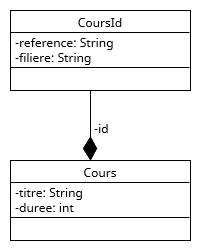 CoursId
-reference: String
-filiere: String
-id
Cours
-titre: String
-duree: int